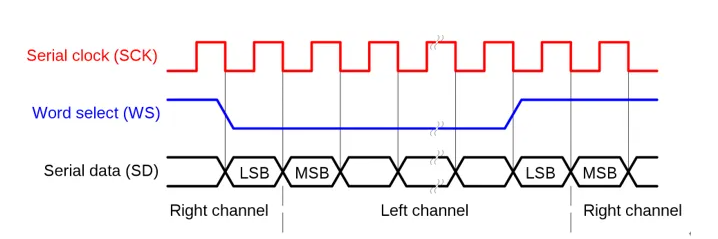 Serial clock (SCK)
Word select (WS)
Serial data (SD)
LSB MSB LSB MSB
Right channel Left channel Right channel